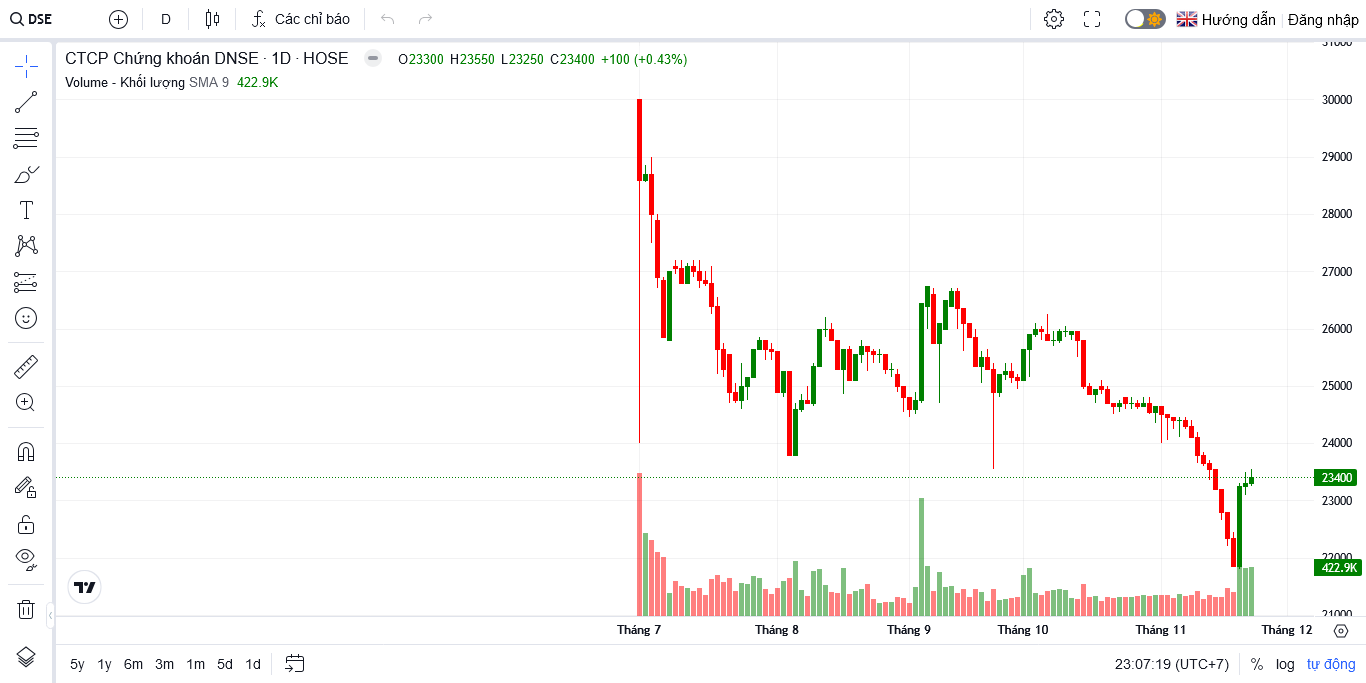 DSE D Các chỉ báo Hướng dẫn Đăng nhập
CTCP Chứng khoán DNSE · 1D · HOSE O23300 H23550 L23250 C23400 +100 (+0.43%)
Volume - Khối lượng SMA 9 422.9K
31000
30000
29000
28000
27000
26000
25000
24000
23400
23000
22000
422.9K
21000
Tháng 7 Tháng 8 Tháng 9 Tháng 10 Tháng 11 Tháng 12
5y 1y 6m 3m 1m 5d 1d 23:07:19 (UTC+7) % log tự động